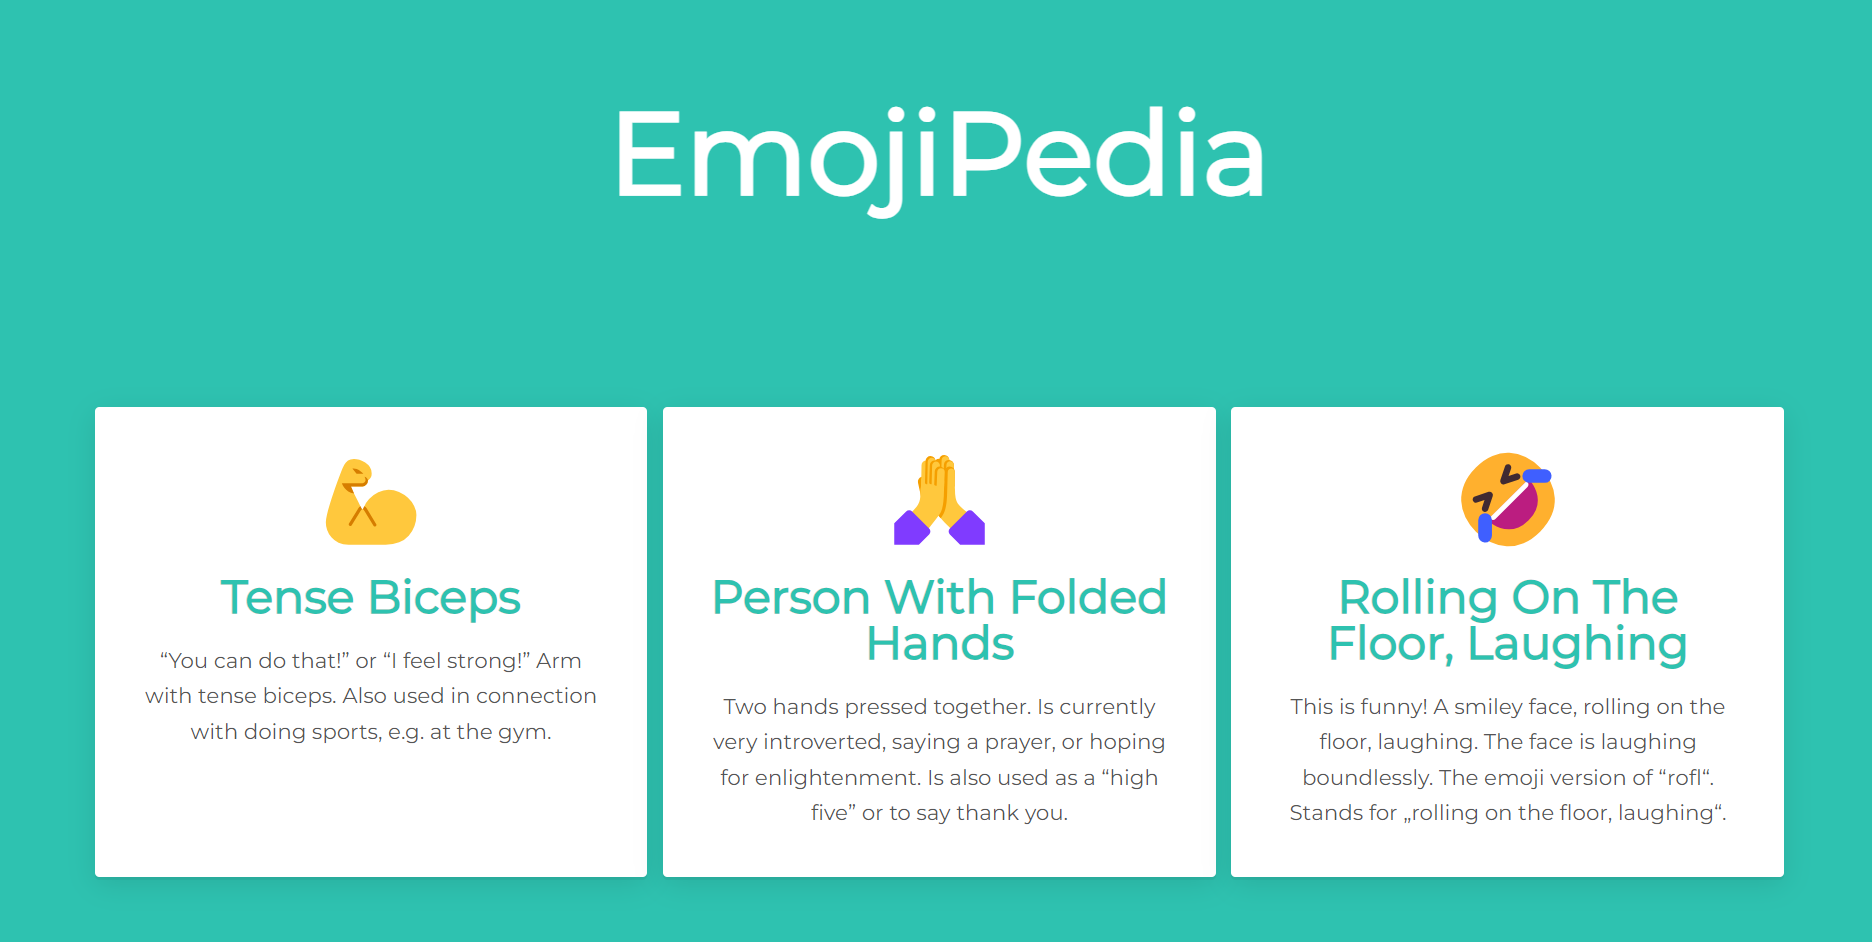 EmojiPedia
Tense Biceps
“You can do that!” or “I feel strong!” Arm
with tense biceps. Also used in connection
with doing sports, e.g. at the gym.
Person With Folded
Hands
Two hands pressed together. Is currently
very introverted, saying a prayer, or hoping
for enlightenment. Is also used as a “high
five” or to say thank you.
Rolling On The
Floor, Laughing
This is funny! A smiley face, rolling on the
floor, laughing. The face is laughing
boundlessly. The emoji version of “rofl“.
Stands for „rolling on the floor, laughing“.